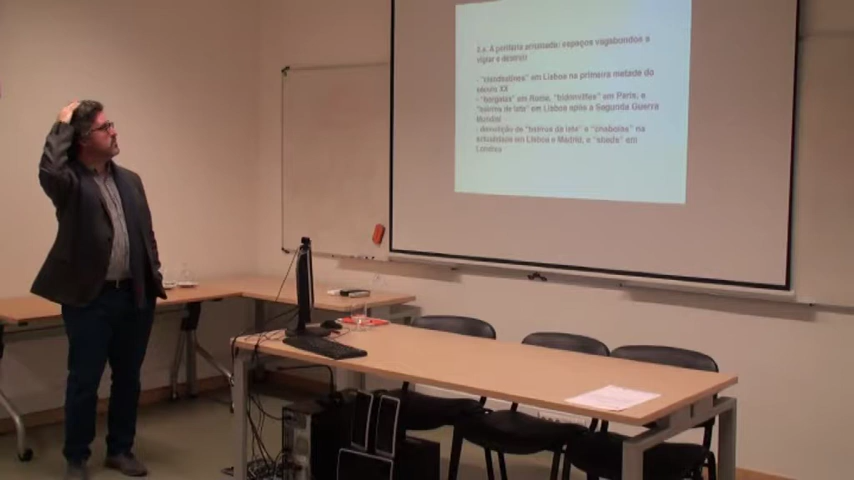 A periferia arruinada: espaços vagabondos e
vigiar e destruir
- "clandestinos" em Lisboa na primeira metade do
século XX
- "borgate" em Roma, "bidonvilles" em Paris, e
"bairros de lata" em Lisboa após a Segunda Guerra
Mundial
- demolição de "bairros de lata" e "chabolas" na
actualidade em Lisboa e Madrid, e "sheds" em
Londres